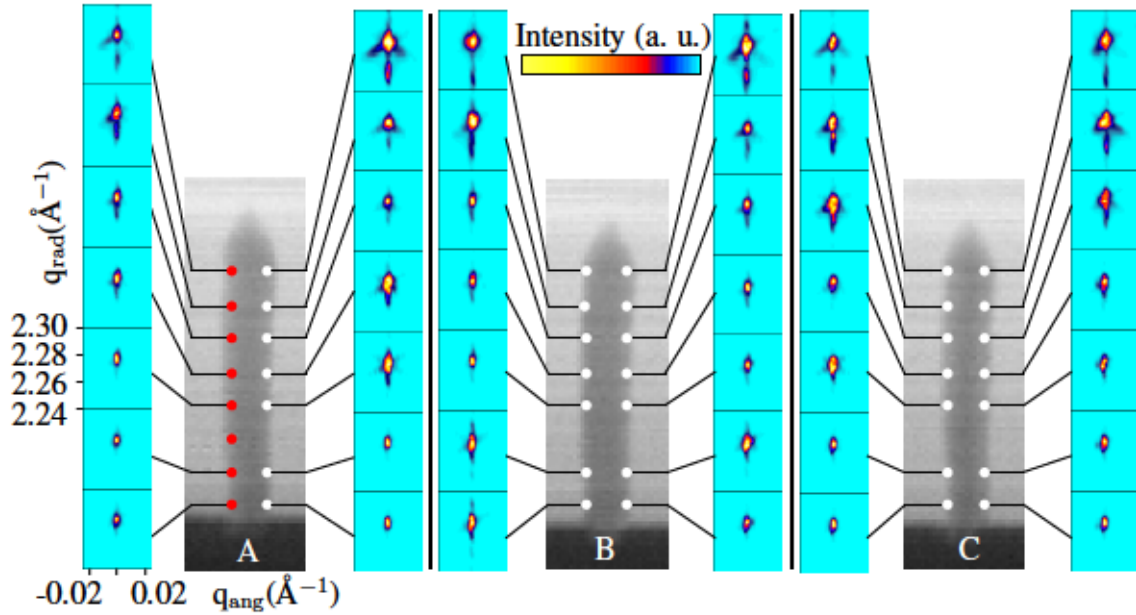 Intensity (a. u.)
q_rad(Å⁻¹)
2.30
2.28
2.26
2.24
A
B
C
-0.02 0.02 q_ang(Å⁻¹)